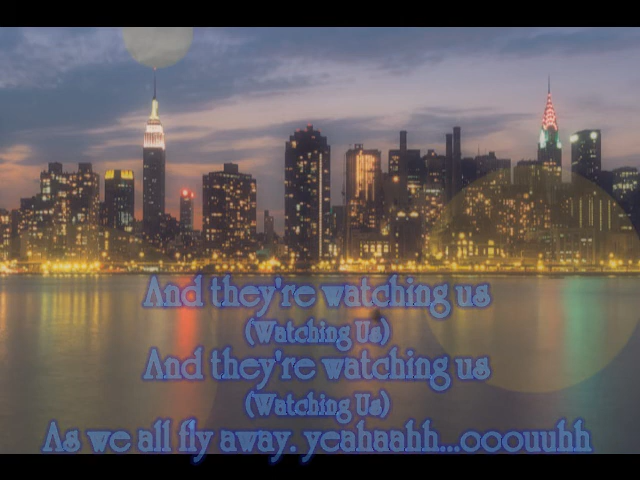 And they're watching us
(Watching Us)
And they're watching us
(Watching Us)
As we all fly away. yeahaahh...ooouuhh